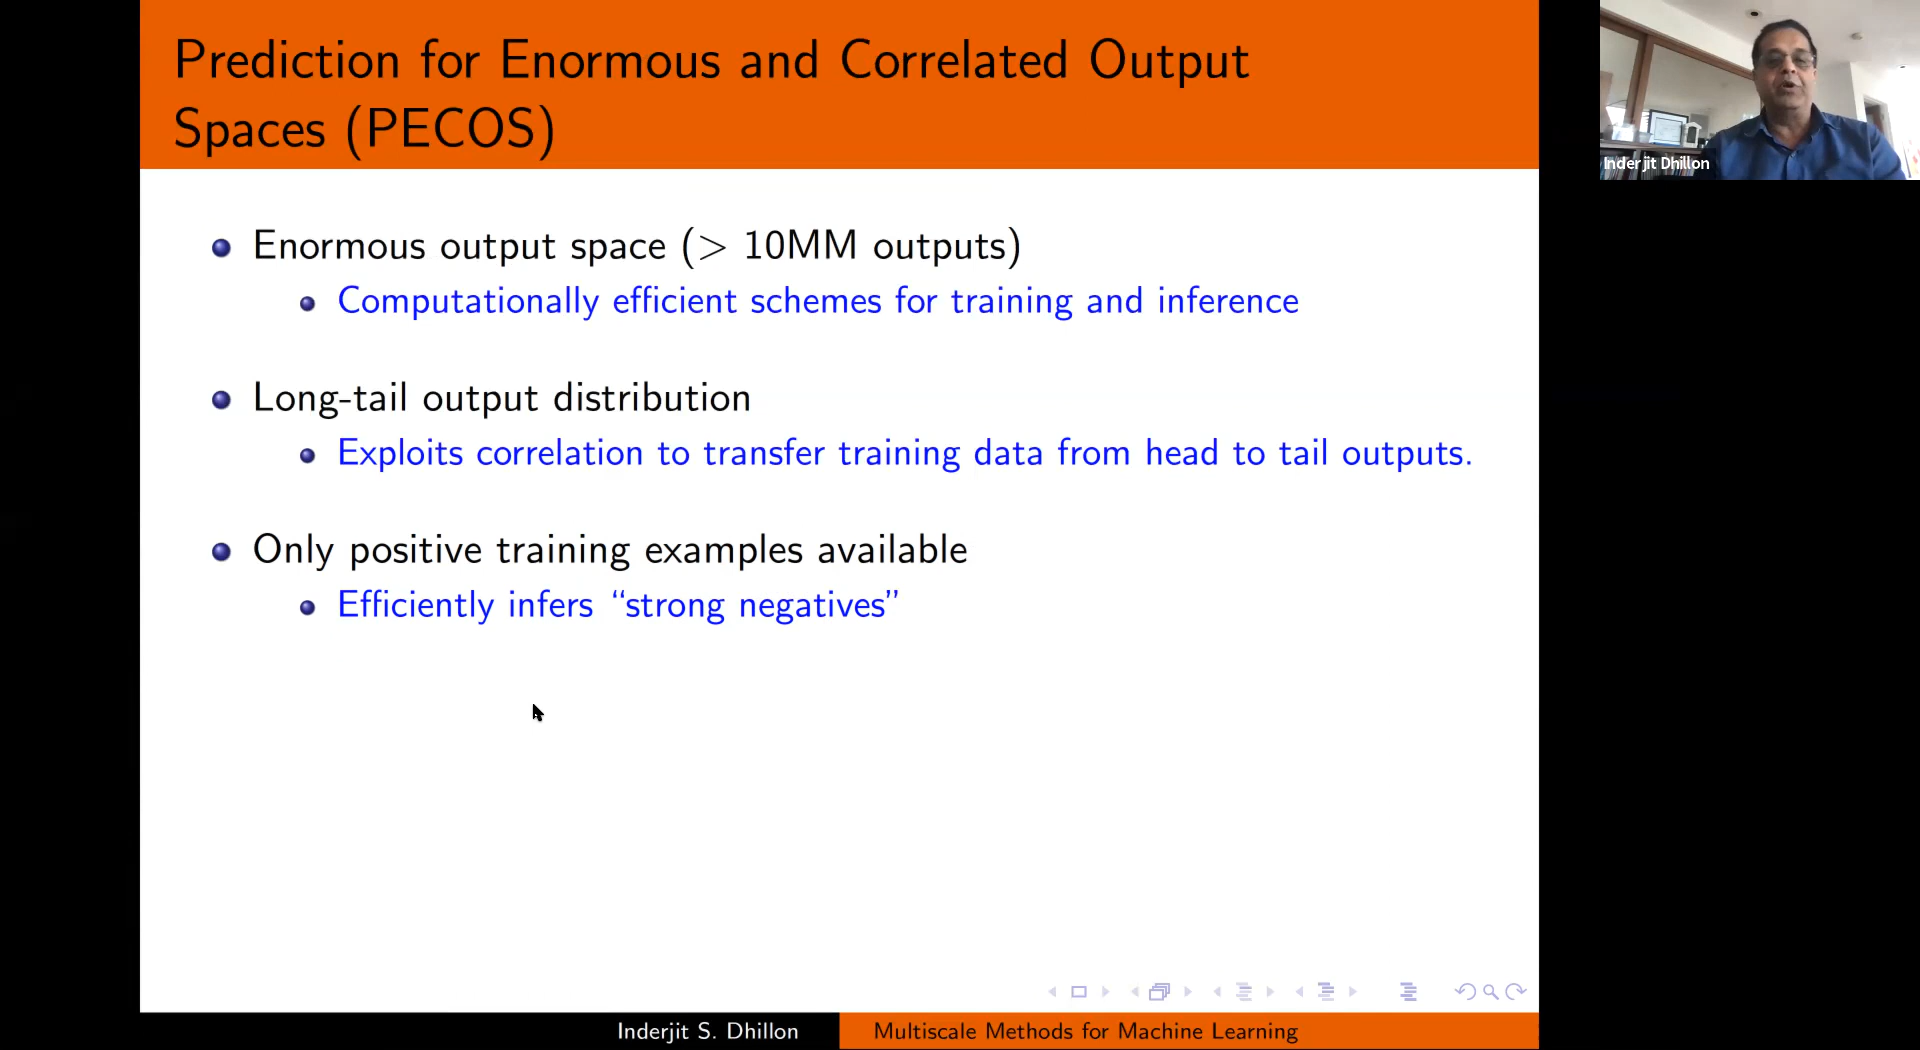 Prediction for Enormous and Correlated Output
Spaces (PECOS)
Enormous output space (> 10MM outputs)
Computationally efficient schemes for training and inference
Long-tail output distribution
Exploits correlation to transfer training data from head to tail outputs.
Only positive training examples available
Efficiently infers “strong negatives”
Inderjit S. Dhillon
Multiscale Methods for Machine Learning
Inderjit Dhillon